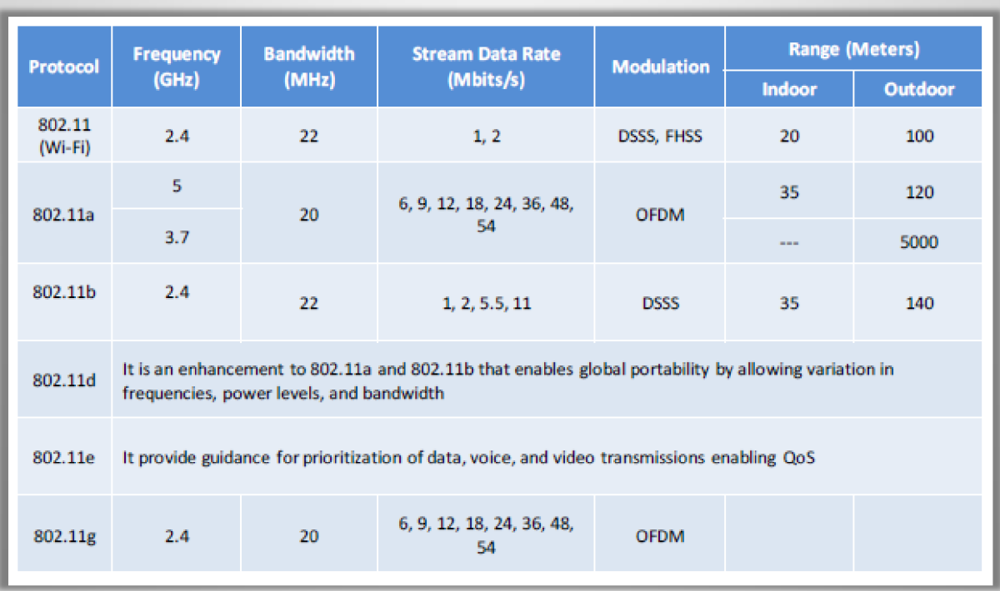 Protocol
Frequency
(GHz)
Bandwidth
(MHz)
Stream Data Rate
(Mbits/s)
Modulation
Range (Meters)
Indoor
Outdoor
802.11
(Wi-Fi)
2.4
22
1, 2
DSSS, FHSS
20
100
802.11a
5
3.7
20
6, 9, 12, 18, 24, 36, 48,
54
OFDM
35
120
---
5000
802.11b
2.4
22
1, 2, 5.5, 11
DSSS
35
140
802.11d
It is an enhancement to 802.11a and 802.11b that enables global portability by allowing variation in
frequencies, power levels, and bandwidth
802.11e
It provide guidance for prioritization of data, voice, and video transmissions enabling QoS
802.11g
2.4
20
6, 9, 12, 18, 24, 36, 48,
54
OFDM